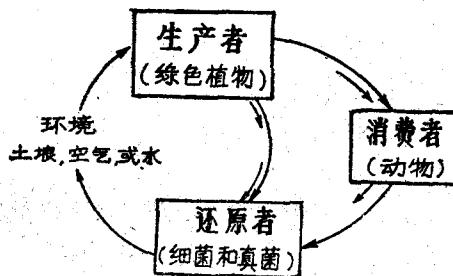 生产者
(绿色植物)
环境
土壤,空气,或水
消费者
(动物)
还原者
(细菌和真菌)